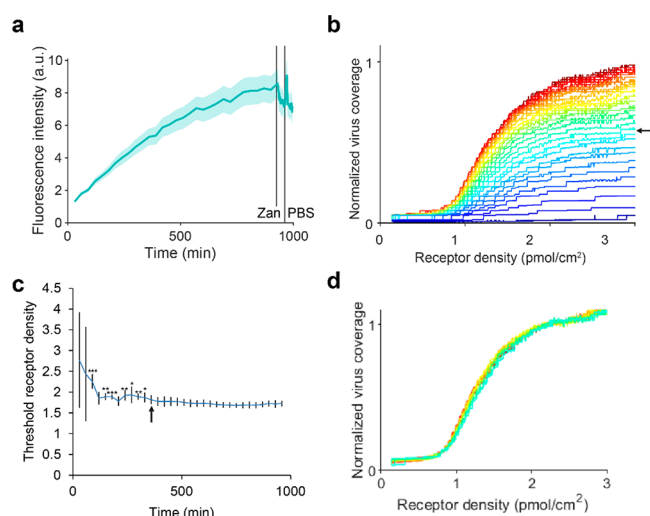 a
Fluorescence Intensity (a.u.)
10
8
6
4
2
0
0
500
1000
Zan
PBS
Time (min)
b
Normalized virus coverage
1
0
0
1
2
3
Receptor density (pmol/cm²)
c
Threshold receptor density
5
4.5
4
3.5
3
2.5
2
1.5
1
0.5
0
0
500
1000
Time (min)
d
Normalized virus coverage
1
0
0
1
2
3
Receptor density (pmol/cm²)